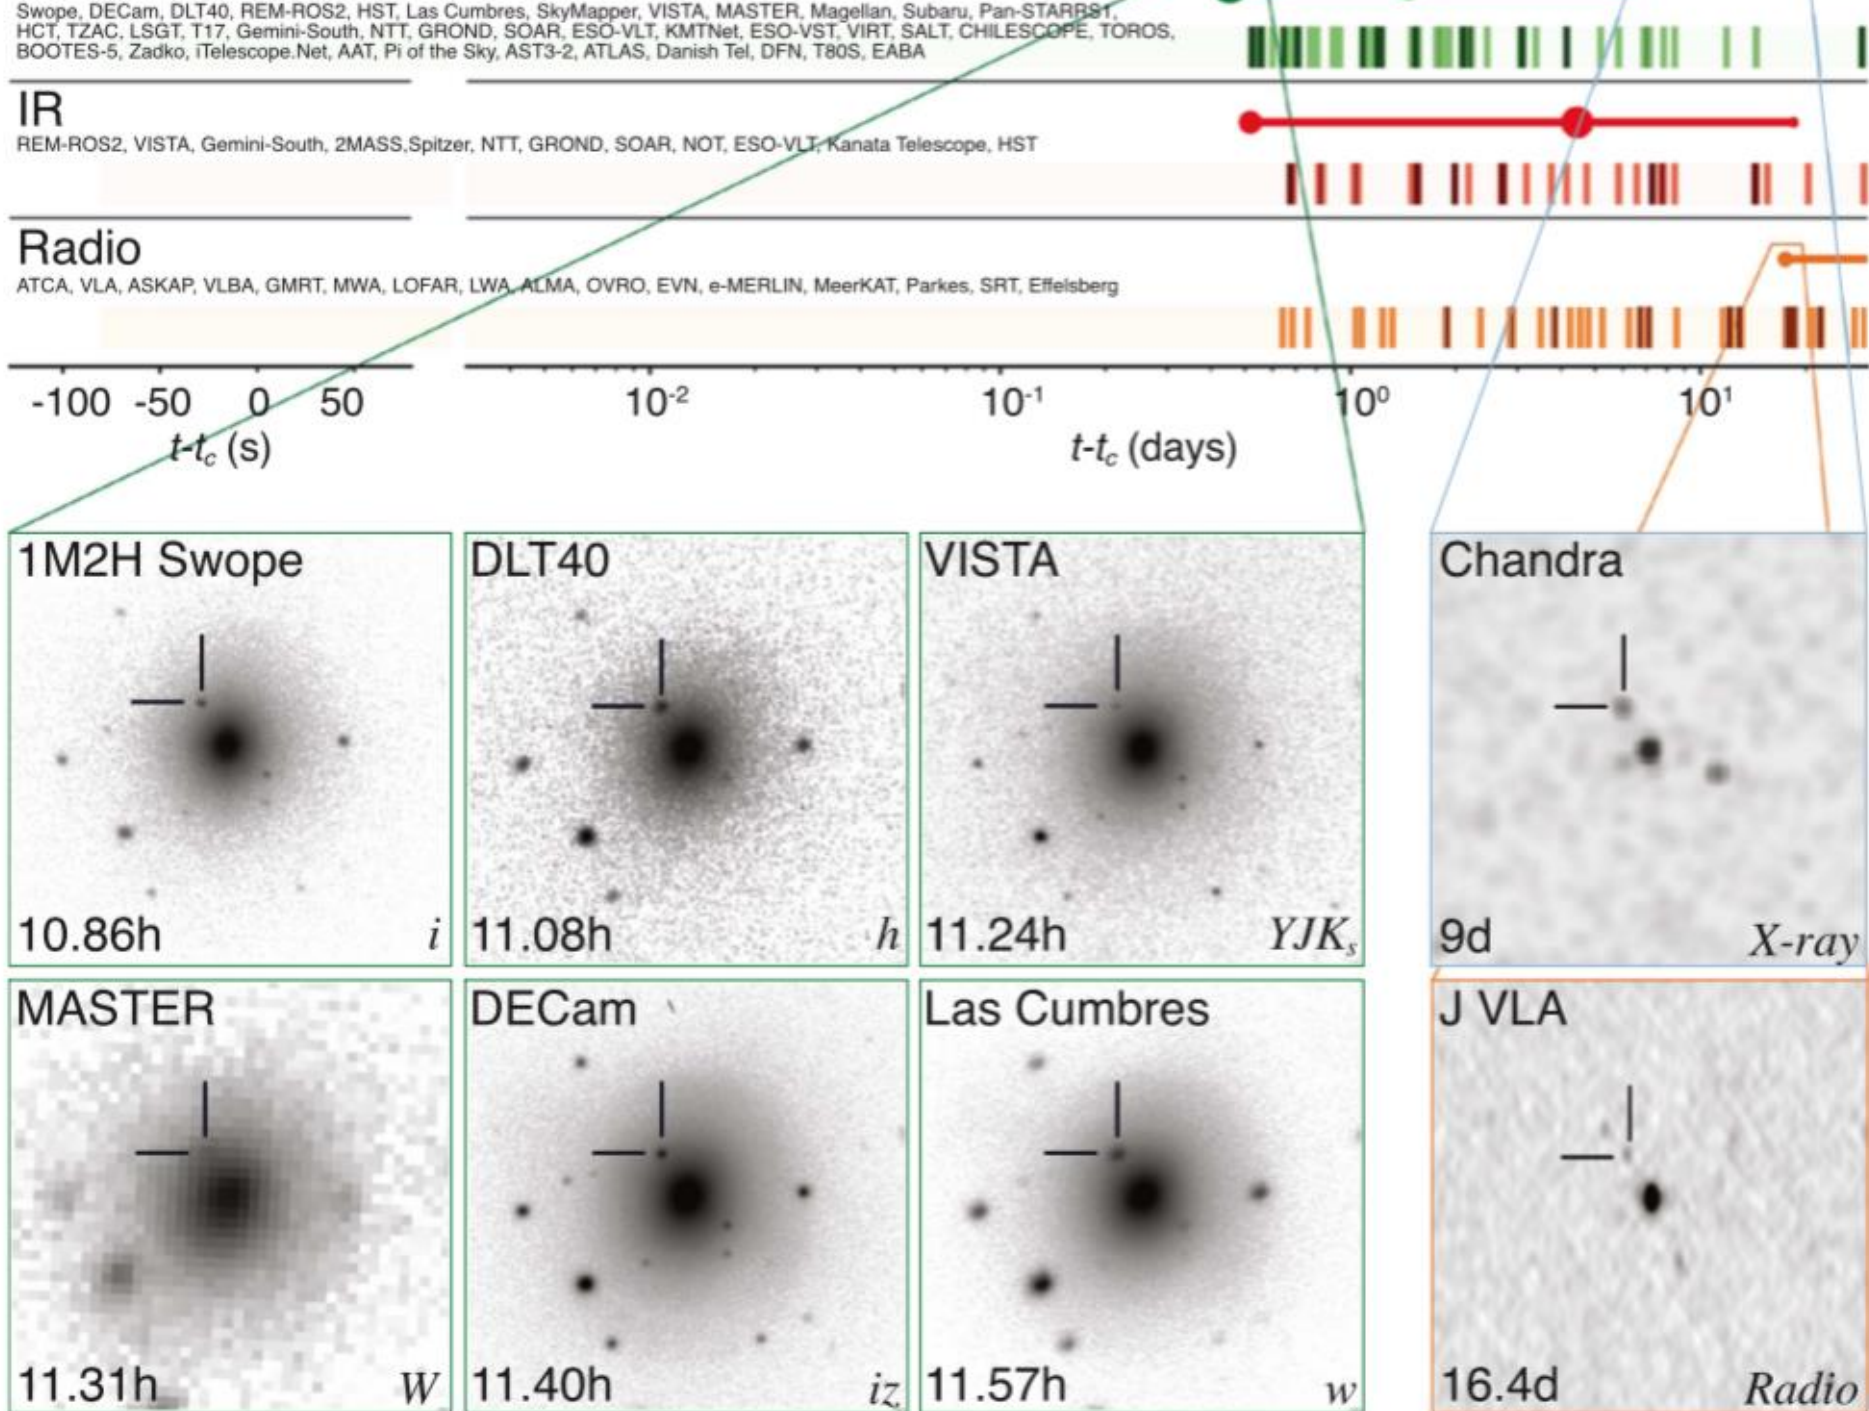 Swope, DECam, DLT40, REM-ROS2, HST, Las Cumbres, SkyMapper, VISTA, MASTER, Magellan, Subaru, Pan-STARRS1,
HCT, TZAC, LSGT, T17, Gemini-South, NTT, GROND, SOAR, ESO-VLT, KMTNet, ESO-VST, VIRT, SALT, CHILESCOPE, TOROS,
BOOTES-5, Zadko, iTelescope.Net, AAT, Pi of the Sky, AST3-2, ATLAS, Danish Tel, DFN, T80S, EABA
IR
REM-ROS2, VISTA, Gemini-South, 2MASS,Spitzer, NTT, GROND, SOAR, NOT, ESO-VLT, Kanata Telescope, HST
Radio
ATCA, VLA, ASKAP, VLBA, GMRT, MWA, LOFAR, LWA, ALMA, OVRO, EVN, e-MERLIN, MeerKAT, Parkes, SRT, Effelsberg
-100 -50 0 50 10⁻² 10⁻¹ 10⁰ 10¹
t-tc (s) t-tc (days)
1M2H Swope DLT40 VISTA Chandra
10.86h i 11.08h h 11.24h YJKs 9d X-ray
MASTER DECam Las Cumbres J VLA
11.31h W 11.40h iz 11.57h w 16.4d Radio